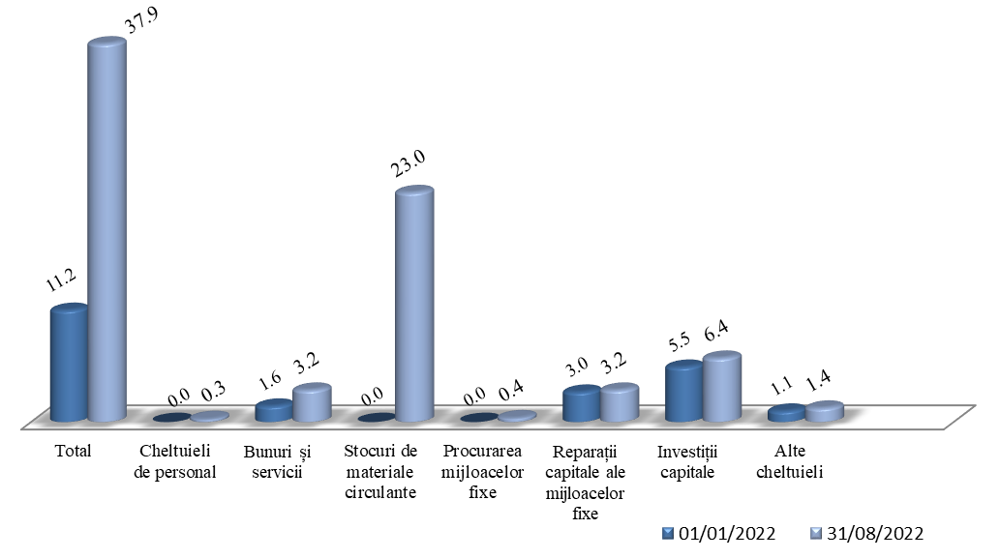 37.9
11.2
0.0
0.3
1.6
3.2
0.0
23.0
0.0
0.4
3.0
3.2
5.5
6.4
1.1
1.4
Total
Cheltuieli
de personal
Bunuri și
servicii
Stocuri de
materiale
circulante
Procurarea
mijloacelor
fixe
Reparații
capitale ale
mijloacelor
fixe
Investiții
capitale
Alte
cheltuieli
01/01/2022
31/08/2022